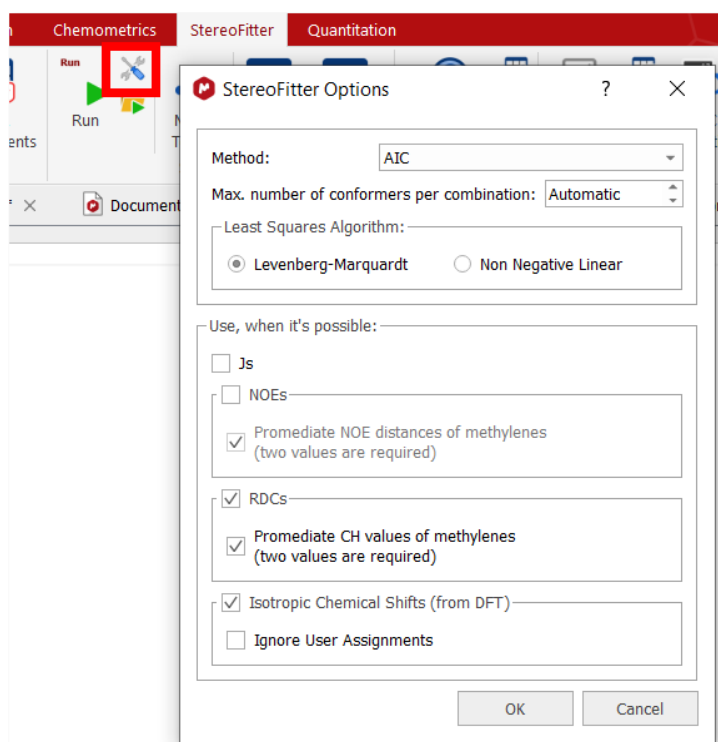 Chemometrics StereoFitter Quantitation
Run
Run
ents
StereoFitter Options ? ×
Document
Method: AIC
Max. number of conformers per combination: Automatic
Least Squares Algorithm:
Levenberg-Marquardt Non Negative Linear
Use, when it's possible:
Js
NOEs
Promediate NOE distances of methylenes
(two values are required)
RDCs
Promediate CH values of methylenes
(two values are required)
Isotropic Chemical Shifts (from DFT)
Ignore User Assignments
OK Cancel